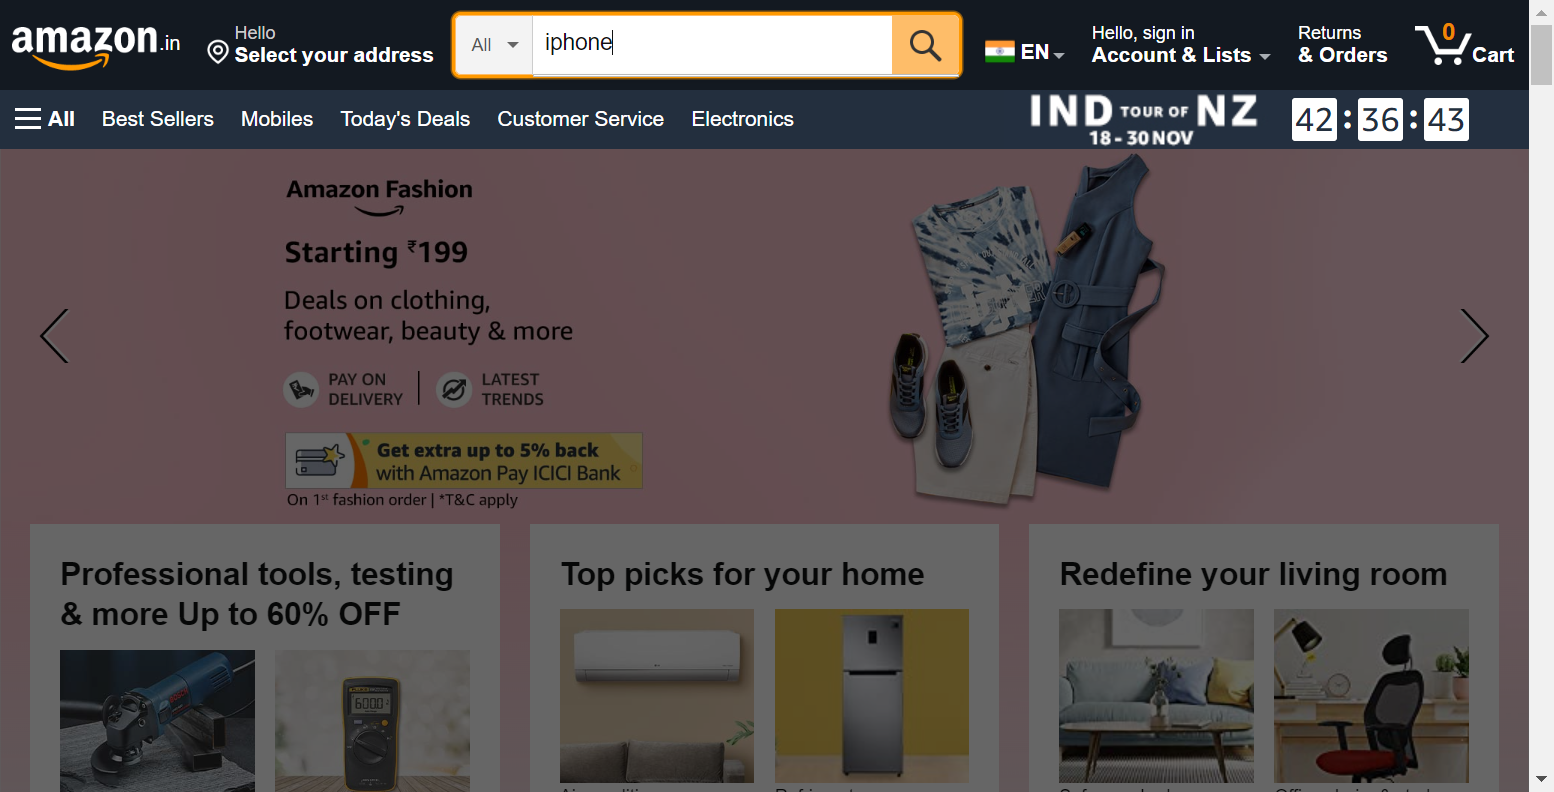 amazon.in
Hello
Select your address
All
iphone
EN
Hello, sign in
Account & Lists
Returns
& Orders
0
Cart
All
Best Sellers
Mobiles
Today's Deals
Customer Service
Electronics
IND TOUR OF NZ
18 - 30 NOV
42 : 36 : 43
Amazon Fashion
Starting ₹199
Deals on clothing,
footwear, beauty & more
PAY ON
DELIVERY
LATEST
TRENDS
Get extra up to 5% back
with Amazon Pay ICICI Bank
On 1st fashion order | *T&C apply
Professional tools, testing
& more Up to 60% OFF
Top picks for your home
Redefine your living room